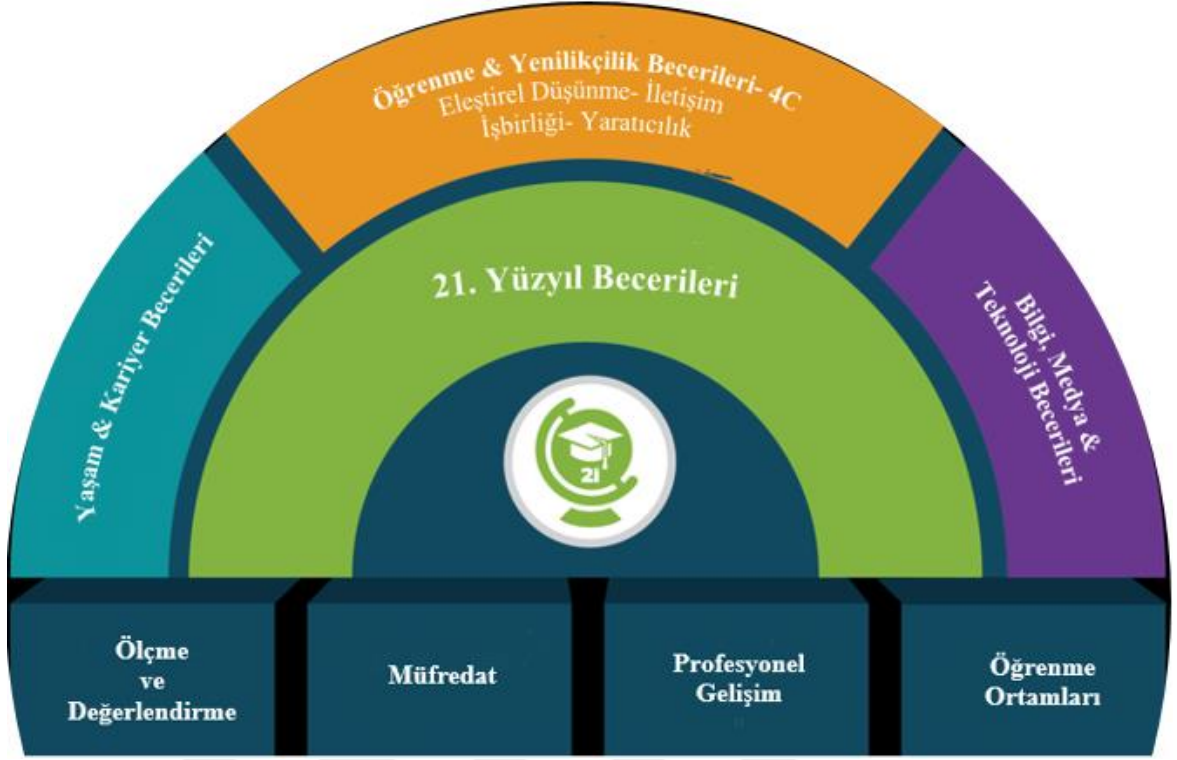 Öğrenme & Yenilikçilik Becerileri- 4C
Eleştirel Düşünme- İletişim
İşbirliği- Yaratıcılık
Yaşam & Kariyer Becerileri
Bilgi, Medya &
Teknoloji Becerileri
21. Yüzyıl Becerileri
21
Ölçme
ve
Değerlendirme
Müfredat
Profesyonel
Gelişim
Öğrenme
Ortamları